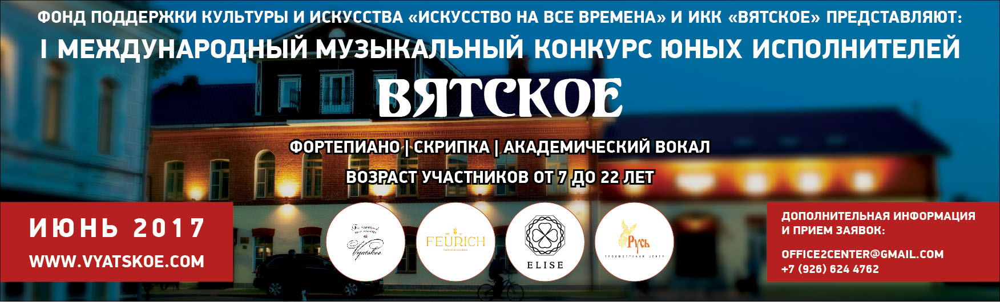 ФОНД ПОДДЕРЖКИ КУЛЬТУРЫ И ИСКУССТВА «ИСКУССТВО НА ВСЕ ВРЕМЕНА» И ИКК «ВЯТСКОЕ» ПРЕДСТАВЛЯЮТ:
I МЕЖДУНАРОДНЫЙ МУЗЫКАЛЬНЫЙ КОНКУРС ЮНЫХ ИСПОЛНИТЕЛЕЙ
ВЯТСКОЕ
ФОРТЕПИАНО | СКРИПКА | АКАДЕМИЧЕСКИЙ ВОКАЛ
ВОЗРАСТ УЧАСТНИКОВ ОТ 7 ДО 22 ЛЕТ
ИЮНЬ 2017
WWW.VYATSKOE.COM
Vyatskoe
FEURICH
ELISE
Русь
ПРОДЮСЕРСКИЙ ЦЕНТР
ДОПОЛНИТЕЛЬНАЯ ИНФОРМАЦИЯ
И ПРИЕМ ЗАЯВОК:
OFFICE2CENTER@GMAIL.COM
+7 (926) 624 4762